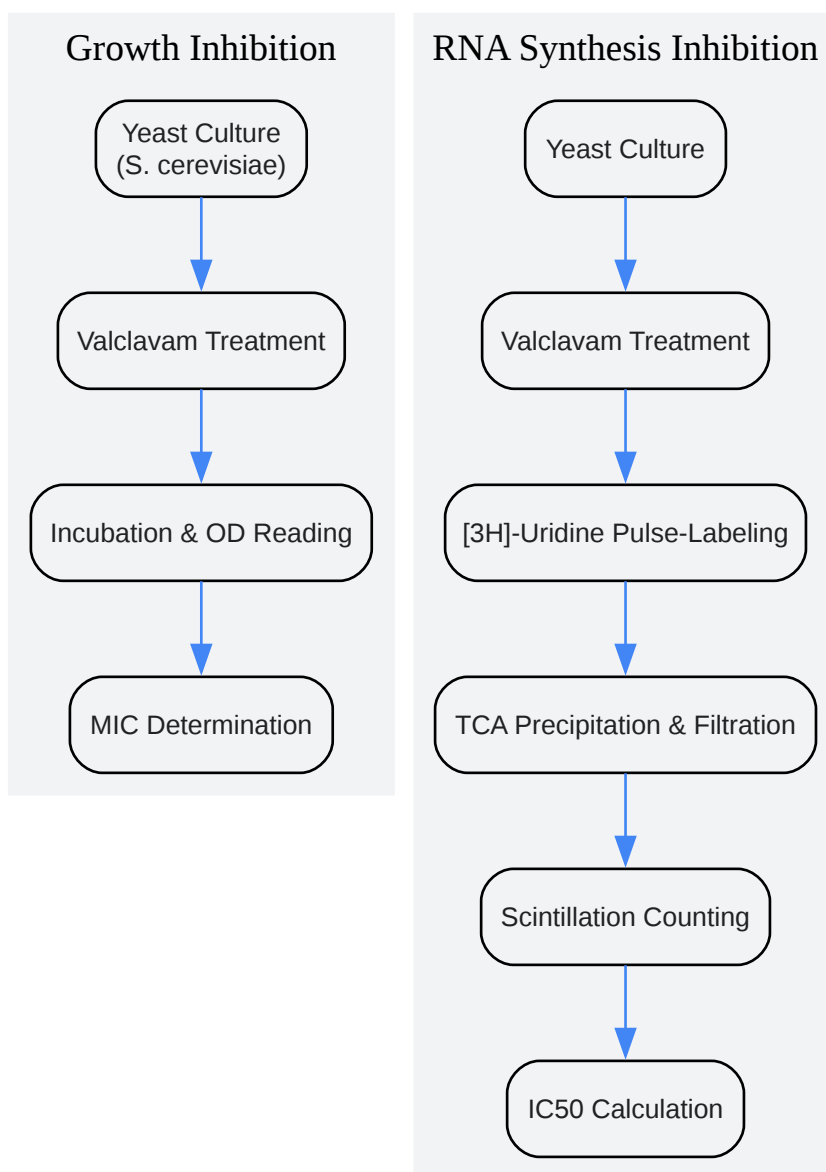 Growth Inhibition
Yeast Culture
(S. cerevisiae)
Valclavam Treatment
Incubation & OD Reading
MIC Determination
RNA Synthesis Inhibition
Yeast Culture
Valclavam Treatment
[3H]-Uridine Pulse-Labeling
TCA Precipitation & Filtration
Scintillation Counting
IC50 Calculation